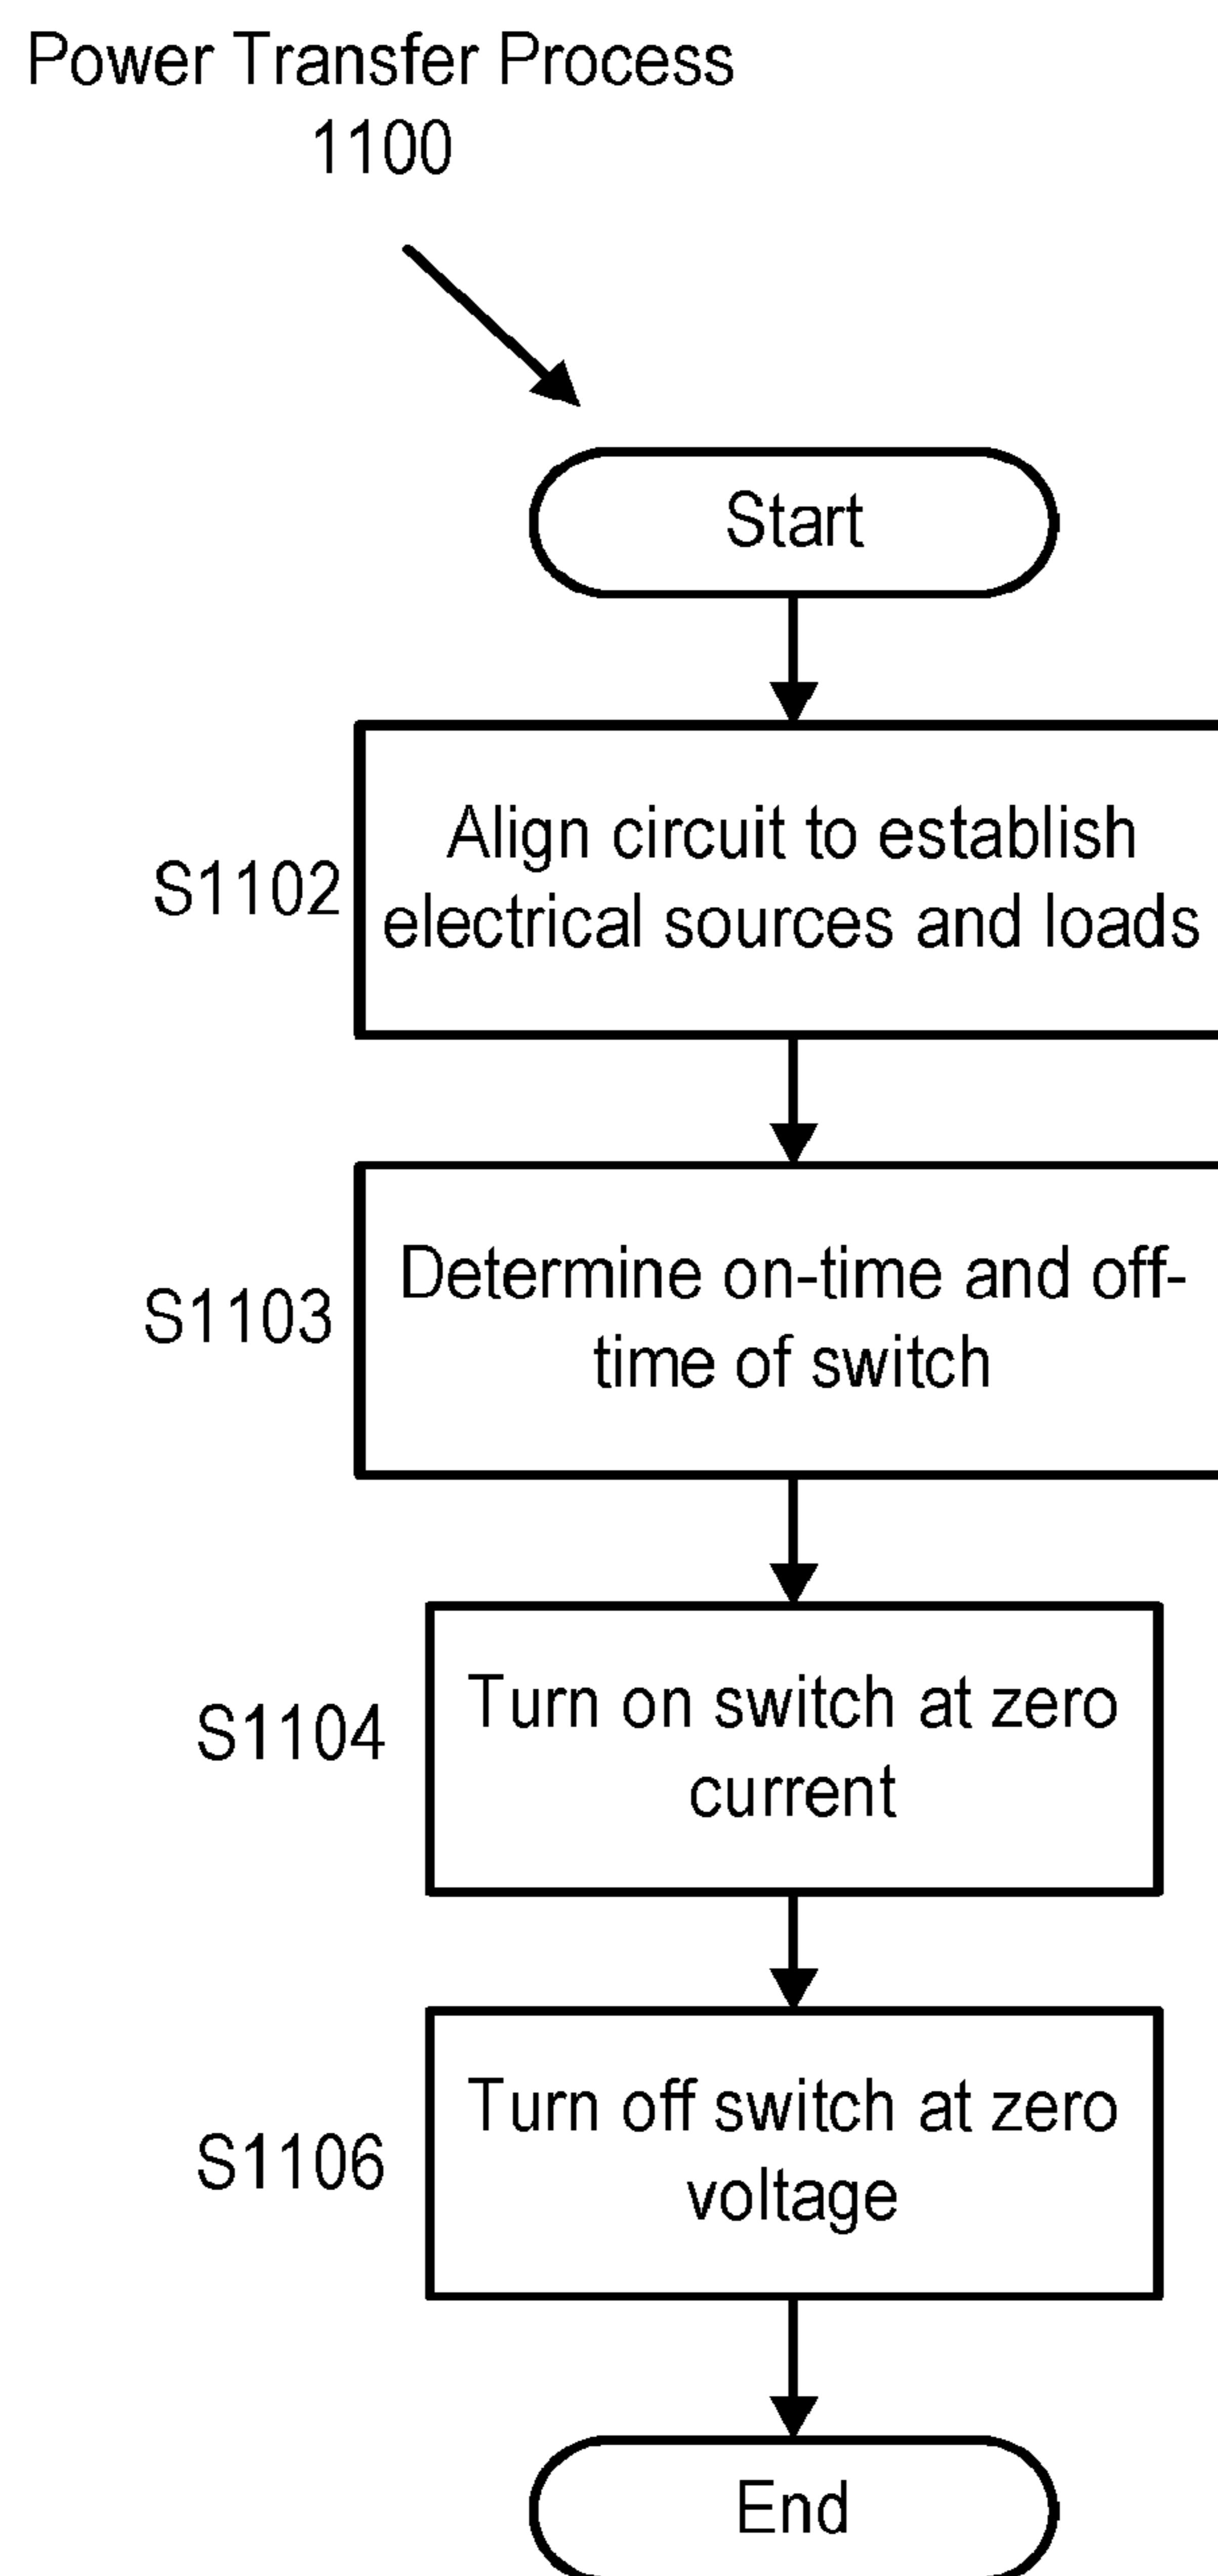 Power Transfer Process
1100
Start
S1102
Align circuit to establish
electrical sources and loads
S1103
Determine on-time and off-
time of switch
S1104
Turn on switch at zero
current
S1106
Turn off switch at zero
voltage
End